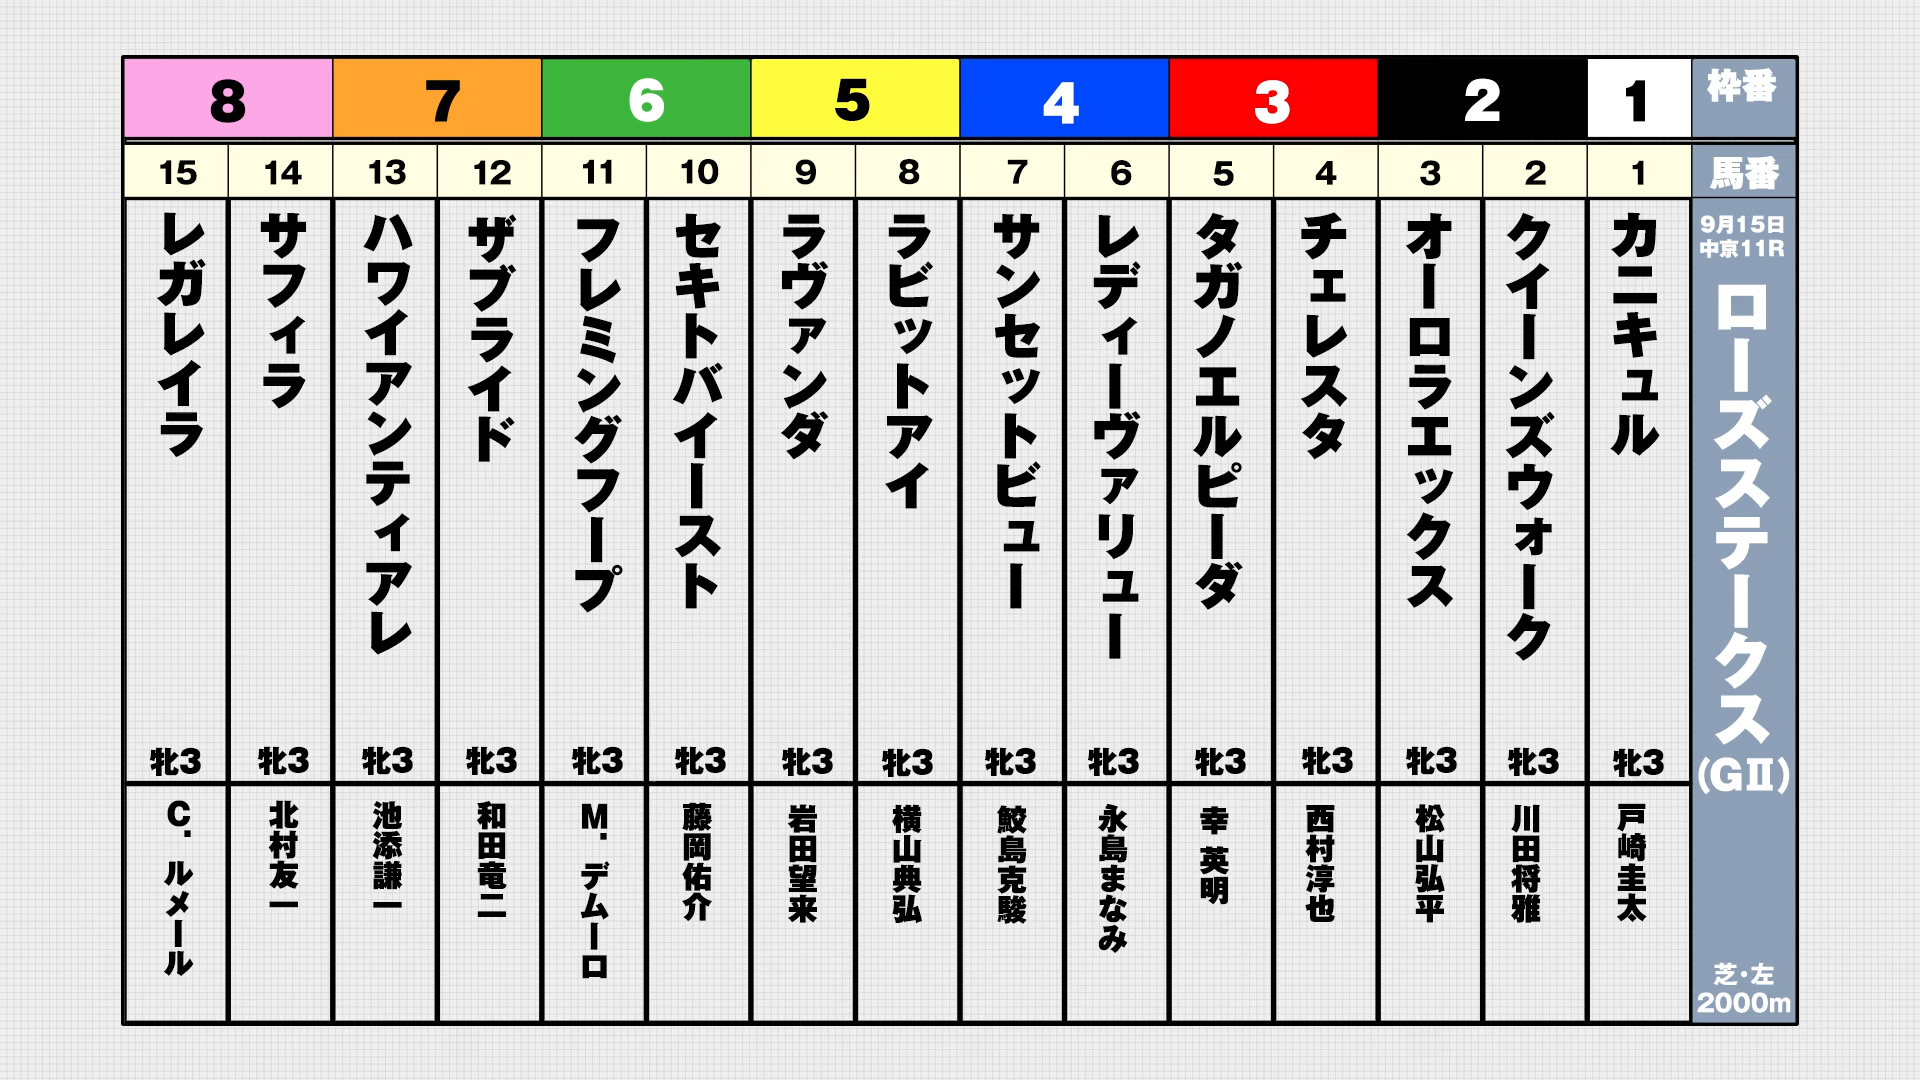 枠番
1
2
3
4
5
6
7
8
馬番
1
2
3
4
5
6
7
8
9
10
11
12
13
14
15
9月15日
中京11R
ローズステークス
(GⅡ)
芝・左
2000m
カニキュル
牝3
戸崎圭太
クイーンズウォーク
牝3
川田将雅
オーロラエックス
牝3
松山弘平
チェレスタ
牝3
西村淳也
タガノエルピーダ
牝3
幸 英明
レディーヴァリュー
牝3
永島まなみ
サンセットビュー
牝3
鮫島克駿
ラビットアイ
牝3
横山典弘
ラヴァンダ
牝3
岩田望来
セキトバイースト
牝3
藤岡佑介
フレミングフープ
牝3
M.デムーロ
ザブライド
牝3
和田竜二
ハワイアンティアレ
牝3
池添謙一
サフィラ
牝3
北村友一
レガレイラ
牝3
C.ルメール